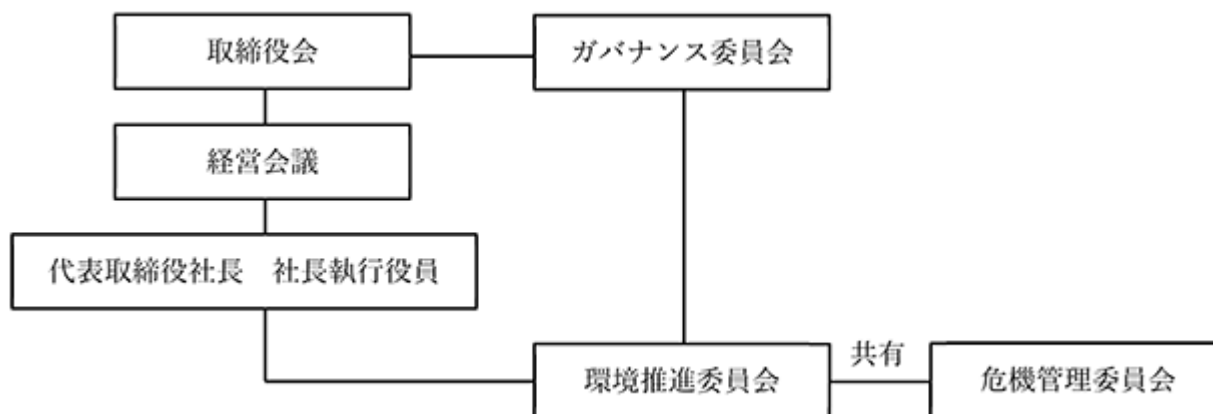 取締役会
ガバナンス委員会
経営会議
代表取締役社長　社長執行役員
環境推進委員会
共有
危機管理委員会